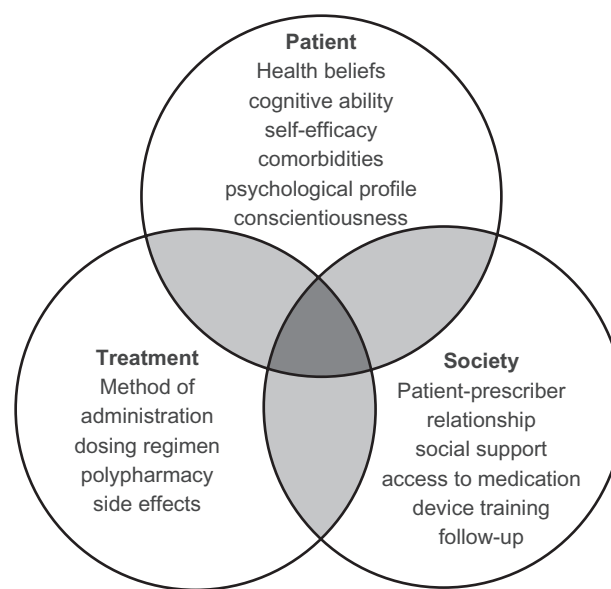 Patient
Health beliefs
cognitive ability
self-efficacy
comorbidities
psychological profile
conscientiousness
Treatment
Method of
administration
dosing regimen
polypharmacy
side effects
Society
Patient-prescriber
relationship
social support
access to medication
device training
follow-up